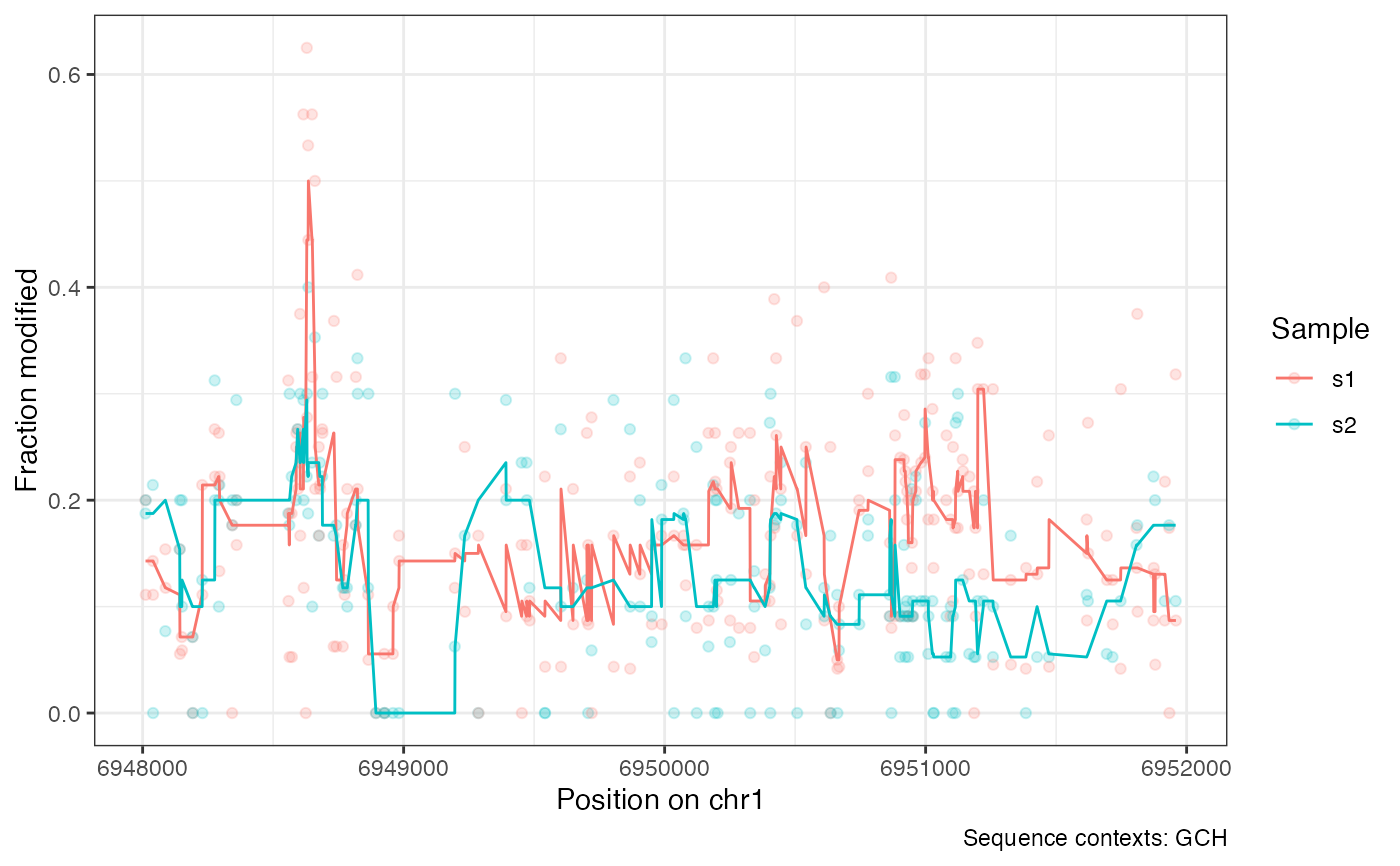 Fraction modified
0.6
0.4
0.2
0.0
6948000 6949000 6950000 6951000 6952000
Position on chr1
Sample
s1
s2
Sequence contexts: GCH